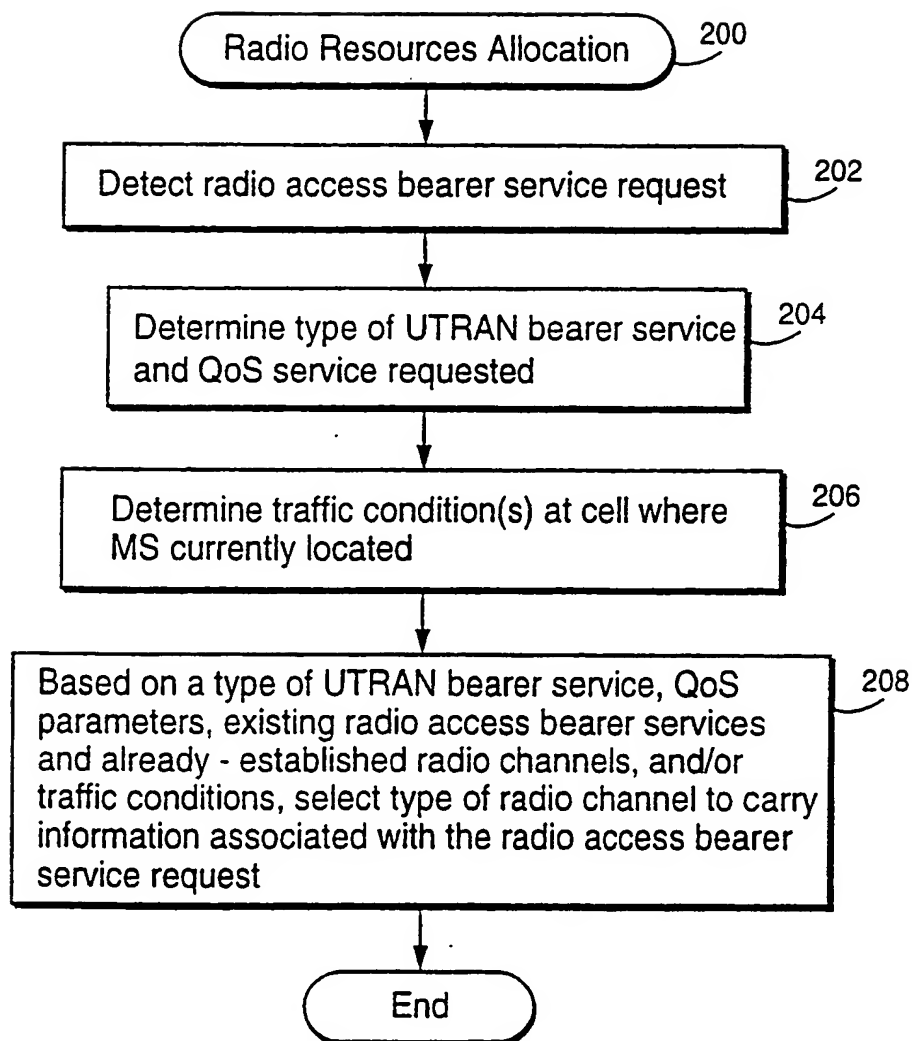 Radio Resources Allocation
200
Detect radio access bearer service request
202
Determine type of UTRAN bearer service
and QoS service requested
204
Determine traffic condition(s) at cell where
MS currently located
206
Based on a type of UTRAN bearer service, QoS
parameters, existing radio access bearer services
and already - established radio channels, and/or
traffic conditions, select type of radio channel to carry
information associated with the radio access bearer
service request
208
End